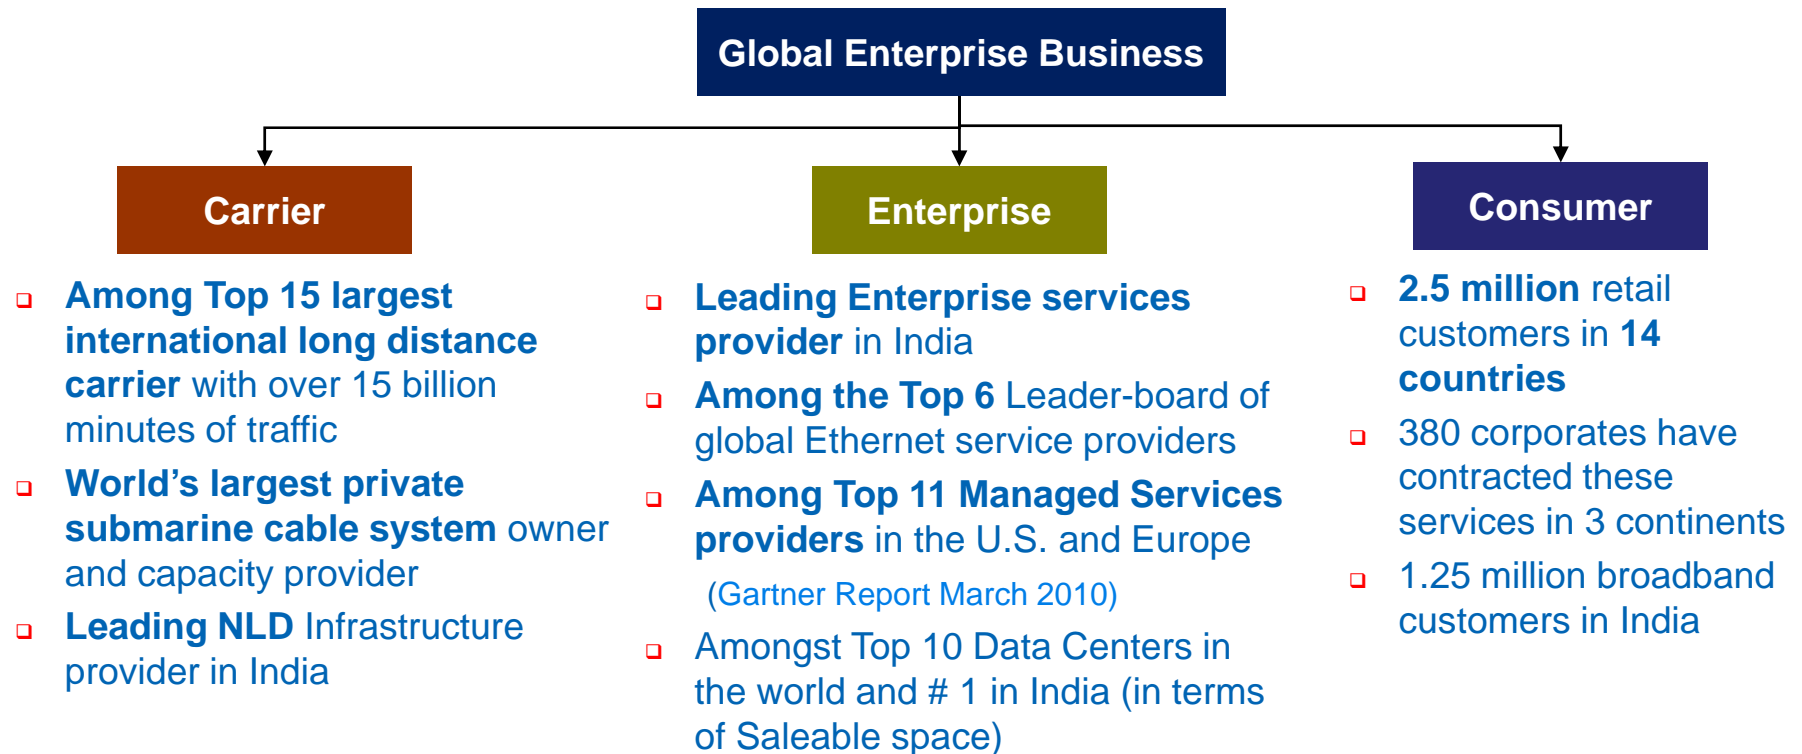 Global Enterprise Business
Carrier
Among Top 15 largest
international long distance
carrier with over 15 billion
minutes of traffic
World’s largest private
submarine cable system owner
and capacity provider
Leading NLD Infrastructure
provider in India
Enterprise
Leading Enterprise services
provider in India
Among the Top 6 Leader-board of
global Ethernet service providers
Among Top 11 Managed Services
providers in the U.S. and Europe
(Gartner Report March 2010)
Amongst Top 10 Data Centers in
the world and # 1 in India (in terms
of Saleable space)
Consumer
2.5 million retail
customers in 14
countries
380 corporates have
contracted these
services in 3 continents
1.25 million broadband
customers in India